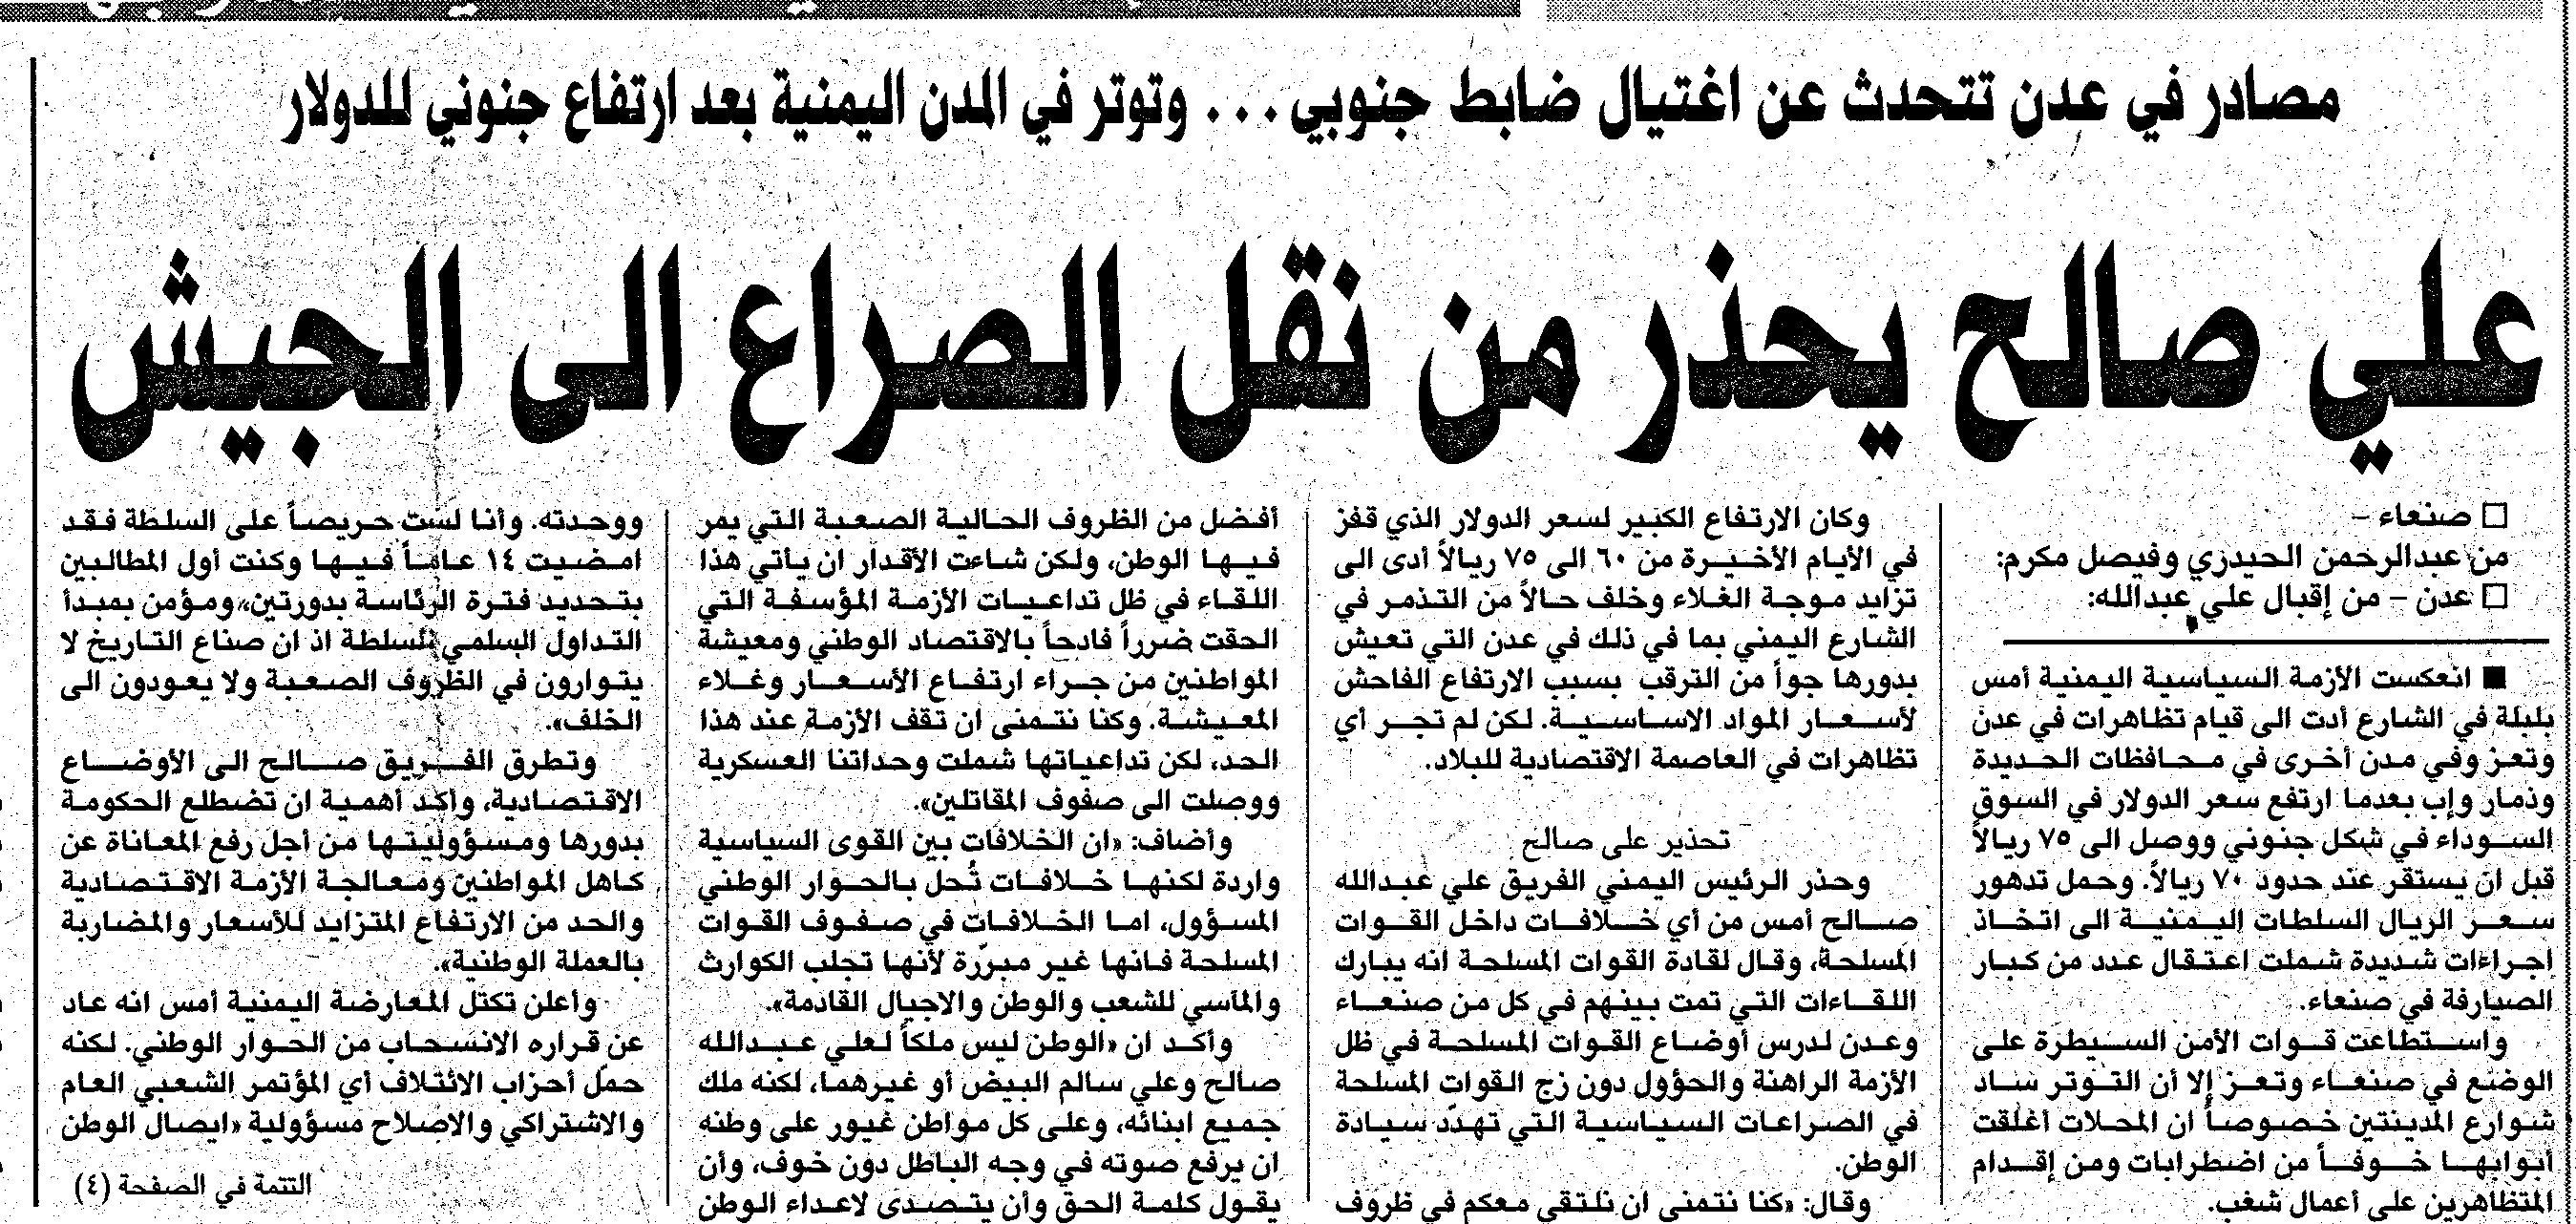 مصادر في عدن تتحدث عن اغتيال ضابط جنوبي... وتوتر في المدن اليمنية بعد ارتفاع جنوني للدولار
علي صالح يحذر من نقل الصراع الى الجيش
□ صنعاء –
من عبدالرحمن الحيدري وفيصل مكرم:
□ عدن – من إقبال علي عبدالله:
■ انعكست الأزمة السياسية اليمنية أمس
بلبلة في الشارع أدت الى قيام تظاهرات في عدن
وتعز وفي مدن أخرى في محافظات الحديدة
وذمار وإب بعدما ارتفع سعر الدولار في السوق
السوداء في شكل جنوني ووصل الى ٧٥ ريالاً
قبل ان يستقر عند حدود ٧٠ ريالاً. وحمل تدهور
سعر الريال السلطات اليمنية الى اتخاذ
اجراءات شديدة شملت اعتقال عدد من كبار
الصيارفة في صنعاء.
واستطاعت قوات الأمن السيطرة على
الوضع في صنعاء وتعز إلا أن التوتر ساد
شوارع المدينتين خصوصاً ان المحلات أغلقت
أبوابها خوفاً من اضطرابات ومن إقدام
المتظاهرين على أعمال شغب.
وكان الارتفاع الكبير لسعر الدولار الذي قفز
في الأيام الأخيرة من ٦٠ الى ٧٥ ريالاً أدى الى
تزايد موجة الغلاء وخلف حالاً من التذمر في
الشارع اليمني بما في ذلك في عدن التي تعيش
بدورها جواً من الترقب بسبب الارتفاع الفاحش
لأسعار المواد الاساسية. لكن لم تجر أي
تظاهرات في العاصمة الاقتصادية للبلاد.
تحذير على صالح
وحذر الرئيس اليمني الفريق علي عبدالله
صالح أمس من أي خلافات داخل القوات
المسلحة، وقال لقادة القوات المسلحة انه يبارك
اللقاءات التي تمت بينهم في كل من صنعاء
وعدن لدرس أوضاع القوات المسلحة في ظل
الأزمة الراهنة والحؤول دون زج القوات المسلحة
في الصراعات السياسية التي تهدّد سيادة
الوطن.
وقال: «كنا نتمنى ان نلتقي معكم في ظروف
أفضل من الظروف الحالية الصعبة التي يمر
فيها الوطن، ولكن شاءت الأقدار ان يأتي هذا
اللقاء في ظل تداعيات الأزمة المؤسفة التي
الحقت ضرراً فادحاً بالاقتصاد الوطني ومعيشة
المواطنين من جراء ارتفاع الأسعار وغلاء
المعيشة. وكنا نتمنى ان تقف الأزمة عند هذا
الحد، لكن تداعياتها شملت وحداتنا العسكرية
ووصلت الى صفوف المقاتلين».
وأضاف: «ان الخلافات بين القوى السياسية
واردة لكنها خلافات تُحل بالحوار الوطني
المسؤول، اما الخلافات في صفوف القوات
المسلحة فانها غير مبرّرة لأنها تجلب الكوارث
والمآسي للشعب والوطن والاجيال القادمة».
وأكد ان «الوطن ليس ملكاً لعلي عبدالله
صالح وعلي سالم البيض أو غيرهما، لكنه ملك
جميع ابنائه، وعلى كل مواطن غيور على وطنه
ان يرفع صوته في وجه الباطل دون خوف، وأن
يقول كلمة الحق وأن يتصدى لاعداء الوطن
ووحدته. وأنا لست حريصاً على السلطة فقد
امضيت ١٤ عاماً فيها وكنت أول المطالبين
بتحديد فترة الرئاسة بدورتين، ومؤمن بمبدأ
التداول السلمي للسلطة اذ ان صناع التاريخ لا
يتوارون في الظروف الصعبة ولا يعودون الى
الخلف».
وتطرق الفريق صالح الى الأوضاع
الاقتصادية، وأكد أهمية ان تضطلع الحكومة
بدورها ومسؤوليتها من أجل رفع المعاناة عن
كاهل المواطنين ومعالجة الأزمة الاقتصادية
والحد من الارتفاع المتزايد للأسعار والمضاربة
بالعملة الوطنية».
وأعلن تكتل المعارضة اليمنية أمس انه عاد
عن قراره الانسحاب من الحوار الوطني. لكنه
حمّل أحزاب الائتلاف أي المؤتمر الشعبي العام
والاشتراكي والاصلاح مسؤولية «ايصال الوطن
التتمة في الصفحة (٤)